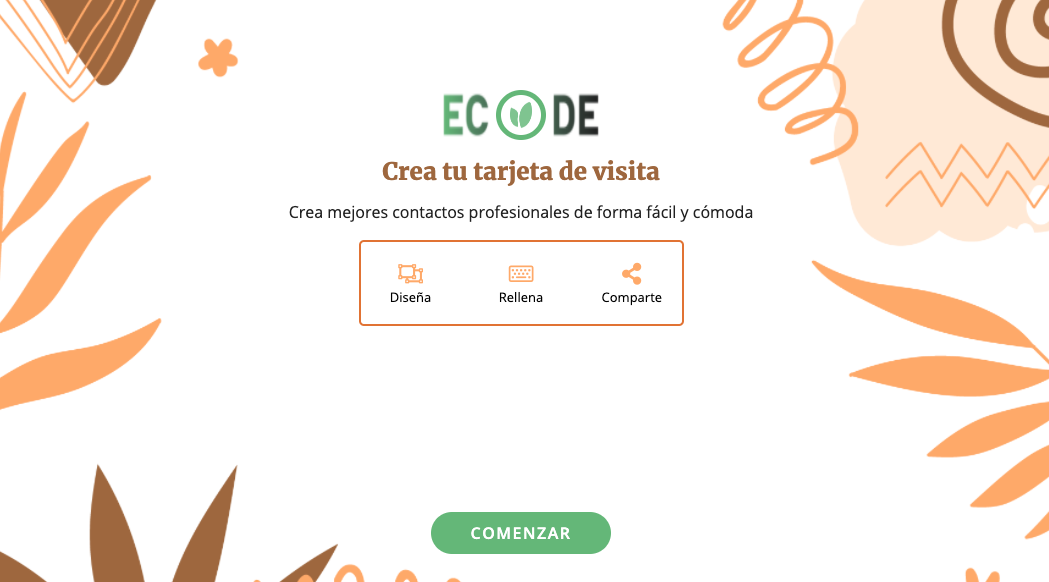 ECODE
Crea tu tarjeta de visita
Crea mejores contactos profesionales de forma fácil y cómoda
Diseña
Rellena
Comparte
COMENZAR